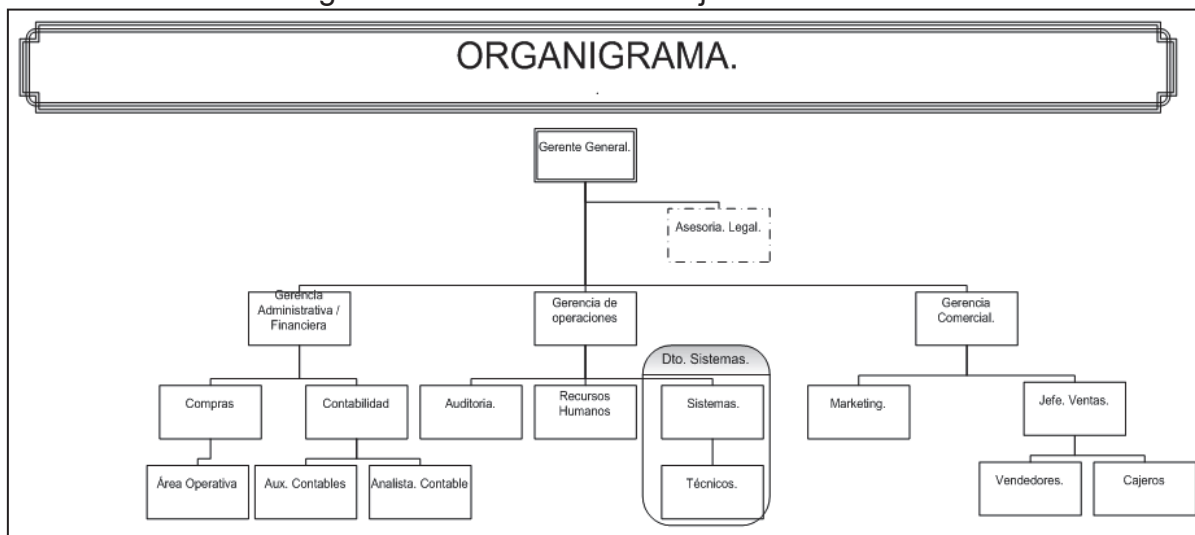 ORGANIGRAMA.
Gerente General.
Asesoria. Legal.
Gerencia
Administrativa /
Financiera
Gerencia de
operaciones
Gerencia
Comercial.
Dto. Sistemas.
Compras
Contabilidad
Auditoria.
Recursos
Humanos
Sistemas.
Marketing.
Jefe. Ventas.
Área Operativa
Aux. Contables
Analista. Contable
Técnicos.
Vendedores.
Cajeros